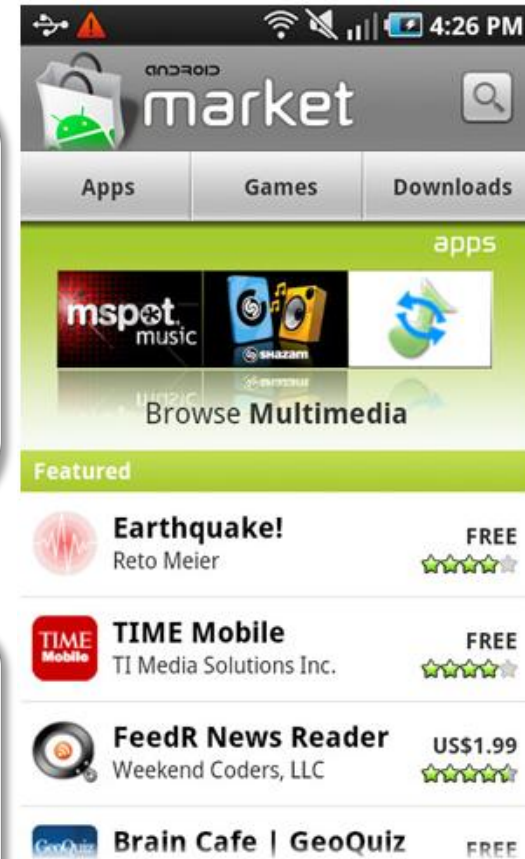 4:26 PM
android
market
Apps Games Downloads
apps
mspot.
music
SHAZAM
Browse Multimedia
Featured
Earthquake!
FREE
Reto Meier
TIME
Mobile
TIME Mobile
FREE
TI Media Solutions Inc.
FeedR News Reader
US$1.99
Weekend Coders, LLC
GeoQuiz
Brain Cafe | GeoQuiz
FREE